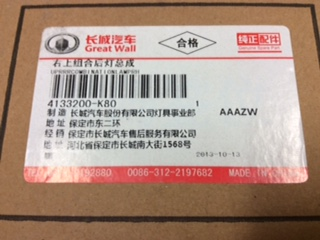 长城汽车
Great Wall
合格
纯正配件
右上组合后灯总成
4133200-K80
1
制造 长城汽车股份有限公司灯具事业部
AAAZW
地址 保定市东二环
经销 保定市长城汽车售后服务有限公司
地址 河北省保定市长城南大街1568号
2013-10-13
0086-312-2197682
MADE IN